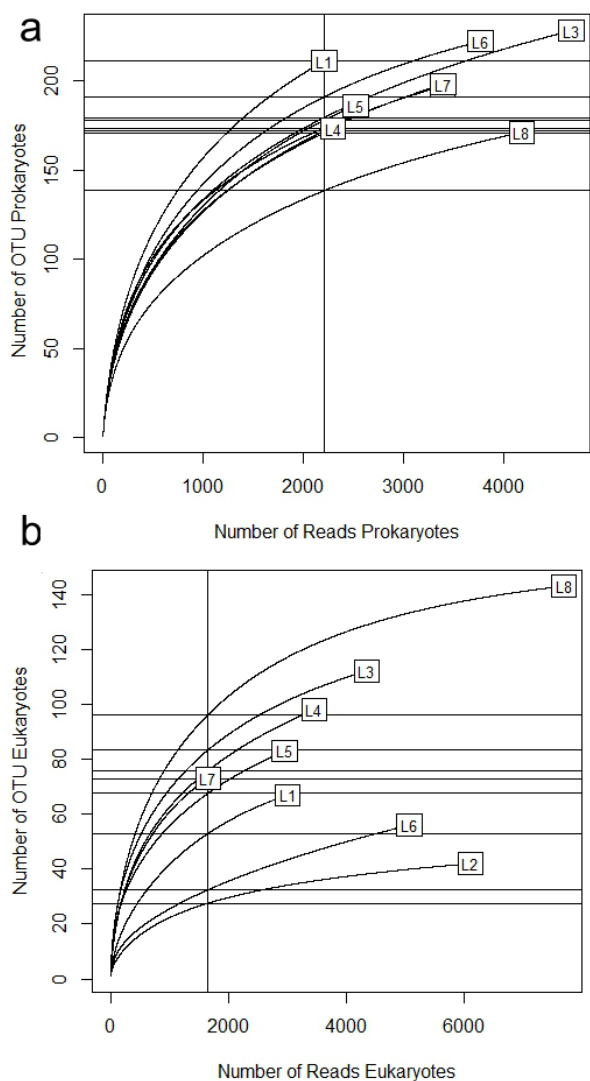 a
Number of OTU Prokaryotes
0
50
100
150
200
L1
L6
L3
L7
L5
L4
L8
0
1000
2000
3000
4000
Number of Reads Prokaryotes
b
Number of OTU Eukaryotes
0
20
40
60
80
100
120
140
L8
L3
L4
L5
L7
L1
L6
L2
0
2000
4000
6000
Number of Reads Eukaryotes